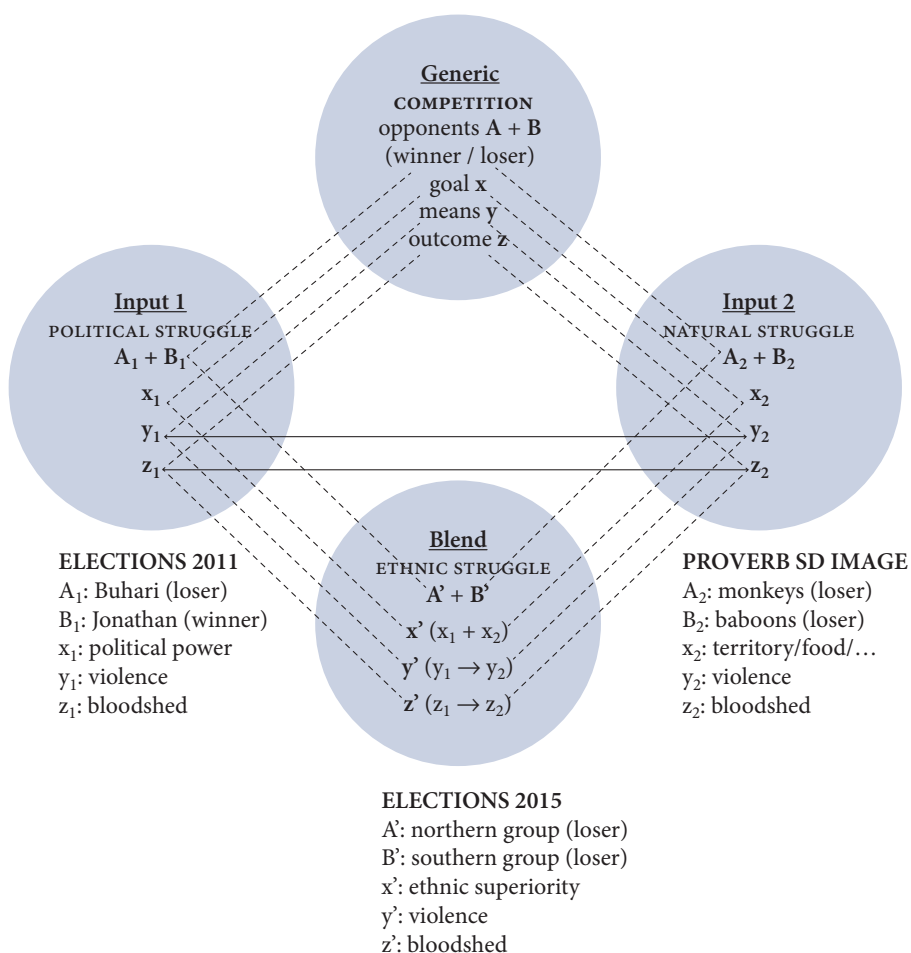 Generic
COMPETITION
opponents A + B
(winner / loser)
goal x
means y
outcome z
Input 1
POLITICAL STRUGGLE
A₁ + B₁
x₁
y₁
z₁
Input 2
NATURAL STRUGGLE
A₂ + B₂
x₂
y₂
z₂
Blend
ETHNIC STRUGGLE
A’ + B’
x’ (x₁ + x₂)
y’ (y₁ → y₂)
z’ (z₁ → z₂)
ELECTIONS 2011
A₁: Buhari (loser)
B₁: Jonathan (winner)
x₁: political power
y₁: violence
z₁: bloodshed
PROVERB SD IMAGE
A₂: monkeys (loser)
B₂: baboons (loser)
x₂: territory/food/…
y₂: violence
z₂: bloodshed
ELECTIONS 2015
A’: northern group (loser)
B’: southern group (loser)
x’: ethnic superiority
y’: violence
z’: bloodshed